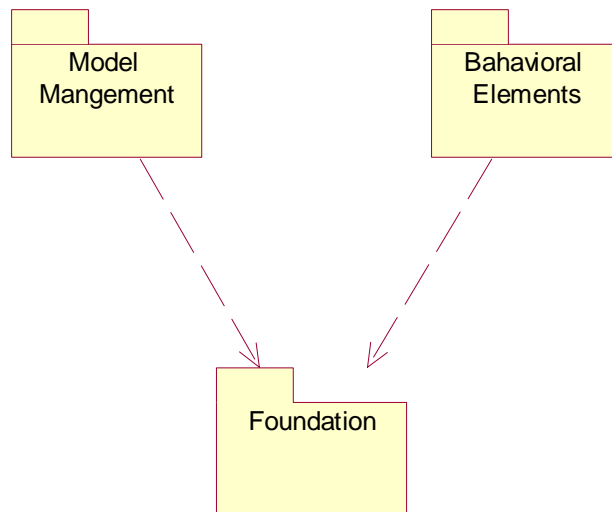 Model
Mangement
Bahavioral
Elements
Foundation